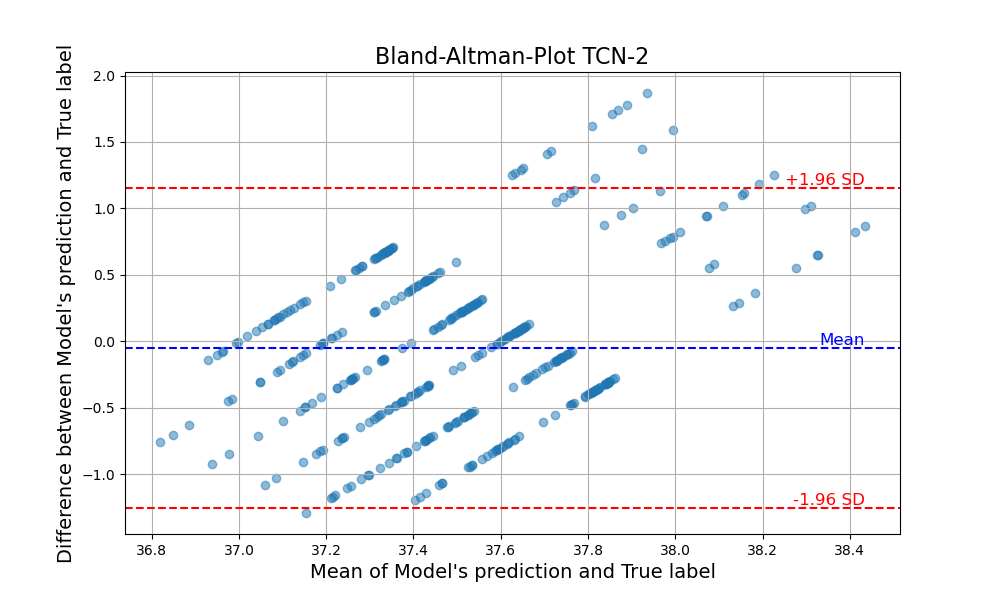 Bland-Altman-Plot TCN-2
Difference between Model's prediction and True label
2.0
1.5
1.0
0.5
0.0
−0.5
−1.0
+1.96 SD
Mean
-1.96 SD
36.8 37.0 37.2 37.4 37.6 37.8 38.0 38.2 38.4
Mean of Model's prediction and True label